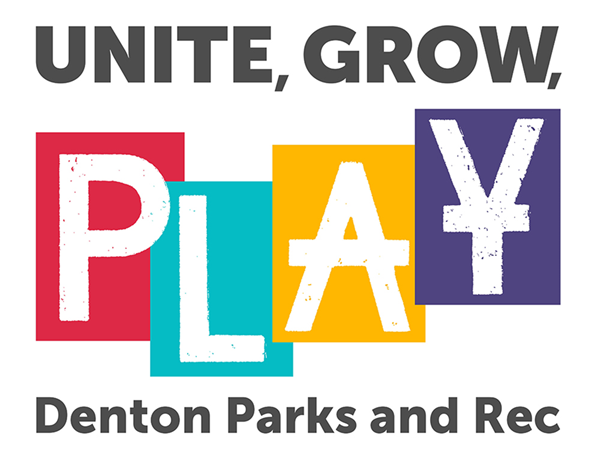 UNITE, GROW,
PLAY
Denton Parks and Rec